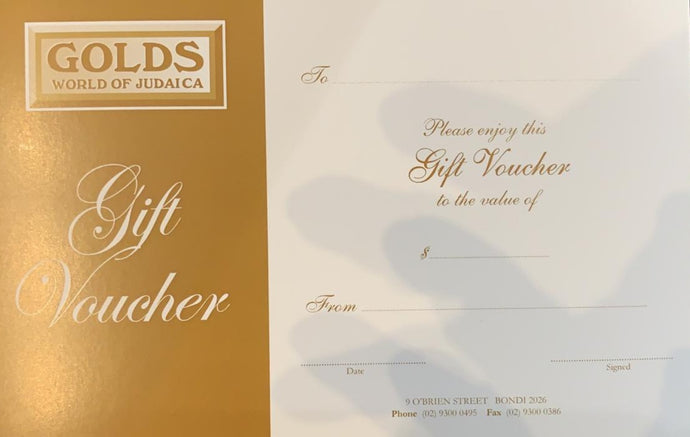 GOLDS
WORLD OF JUDAICA
Gift
Voucher
To
Please enjoy this
Gift Voucher
to the value of
$
From
Date
Signed
9 O'BRIEN STREET BONDI 2026
Phone (02) 9300 0495 Fax (02) 9300 0386